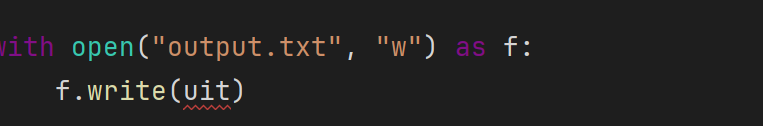 with open("output.txt", "w") as f:
    f.write(uit)